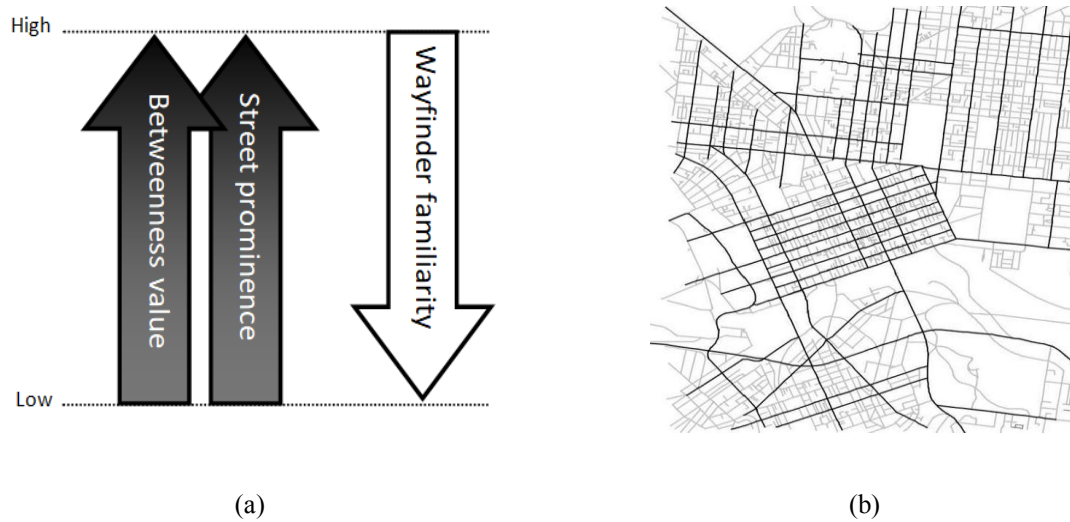 High
Betweenness value
Street prominence
Wayfinder familiarity
Low
(a)
(b)